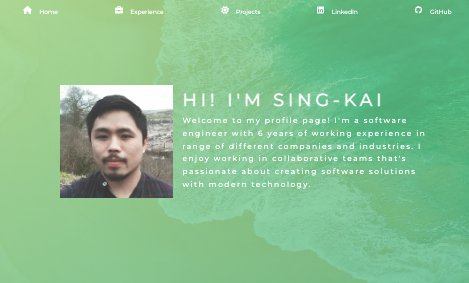 Home Experience Projects LinkedIn GitHub
HI! I'M SING-KAI
Welcome to my profile page! I'm a software
engineer with 6 years of working experience in
range of different companies and industries. I
enjoy working in collaborative teams that's
passionate about creating software solutions
with modern technology.